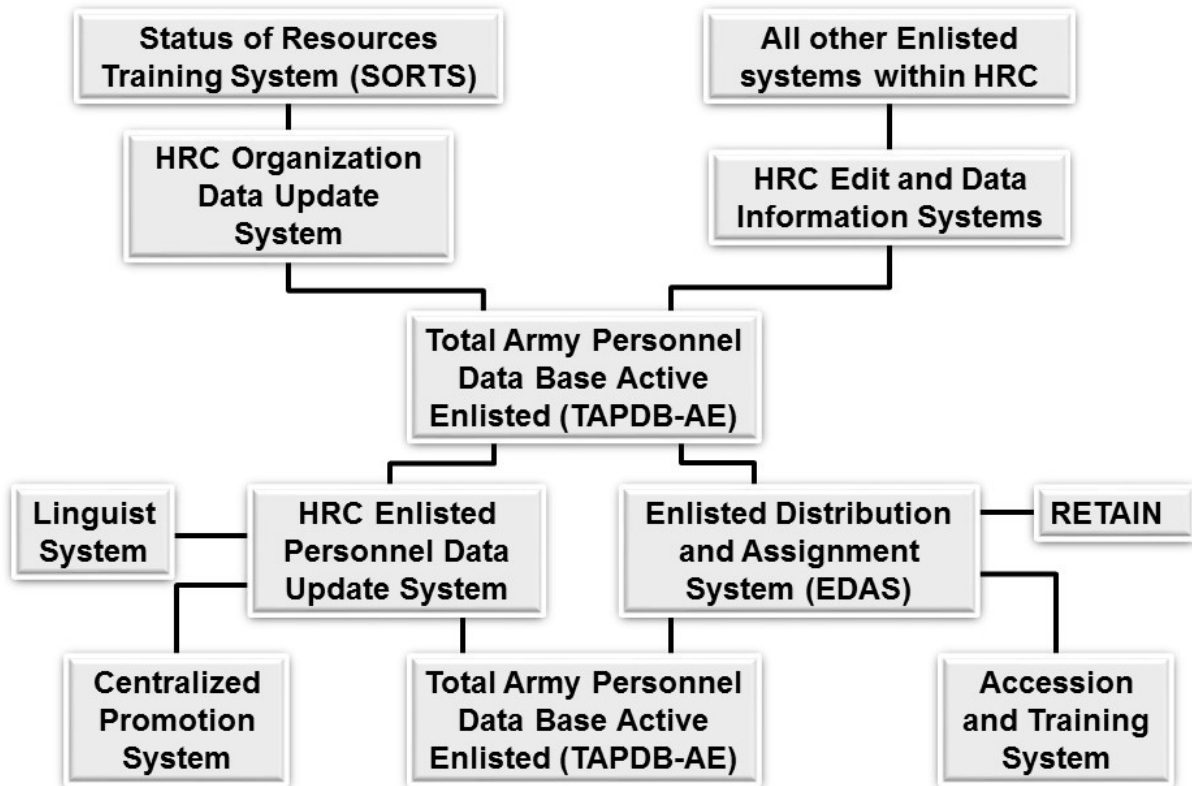 Status of Resources
Training System (SORTS)
All other Enlisted
systems within HRC
HRC Organization
Data Update
System
HRC Edit and Data
Information Systems
Total Army Personnel
Data Base Active
Enlisted (TAPDB-AE)
Linguist
System
HRC Enlisted
Personnel Data
Update System
Enlisted Distribution
and Assignment
System (EDAS)
RETAIN
Centralized
Promotion
System
Total Army Personnel
Data Base Active
Enlisted (TAPDB-AE)
Accession
and Training
System